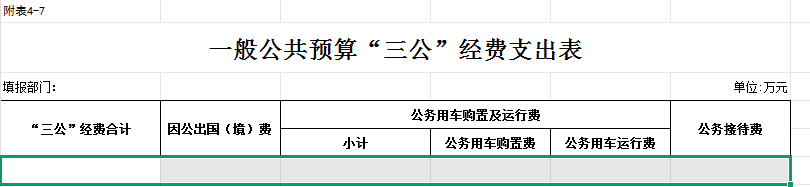 附表4-7
一般公共预算“三公”经费支出表
填报部门： 单位:万元
“三公”经费合计 因公出国（境）费 公务用车购置及运行费 公务接待费
小计 公务用车购置费 公务用车运行费